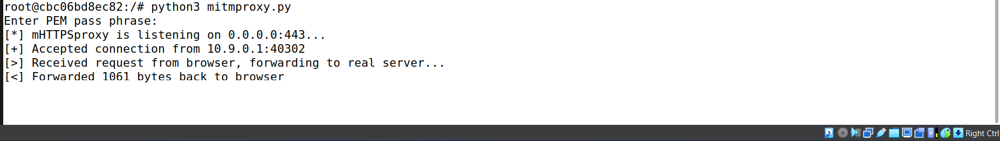 root@cbc06bd8ec82:/# python3 mitmproxy.py
Enter PEM pass phrase:
[*] mHTTPSproxy is listening on 0.0.0.0:443...
[+] Accepted connection from 10.9.0.1:40302
[>] Received request from browser, forwarding to real server...
[<] Forwarded 1061 bytes back to browser
Right Ctrl